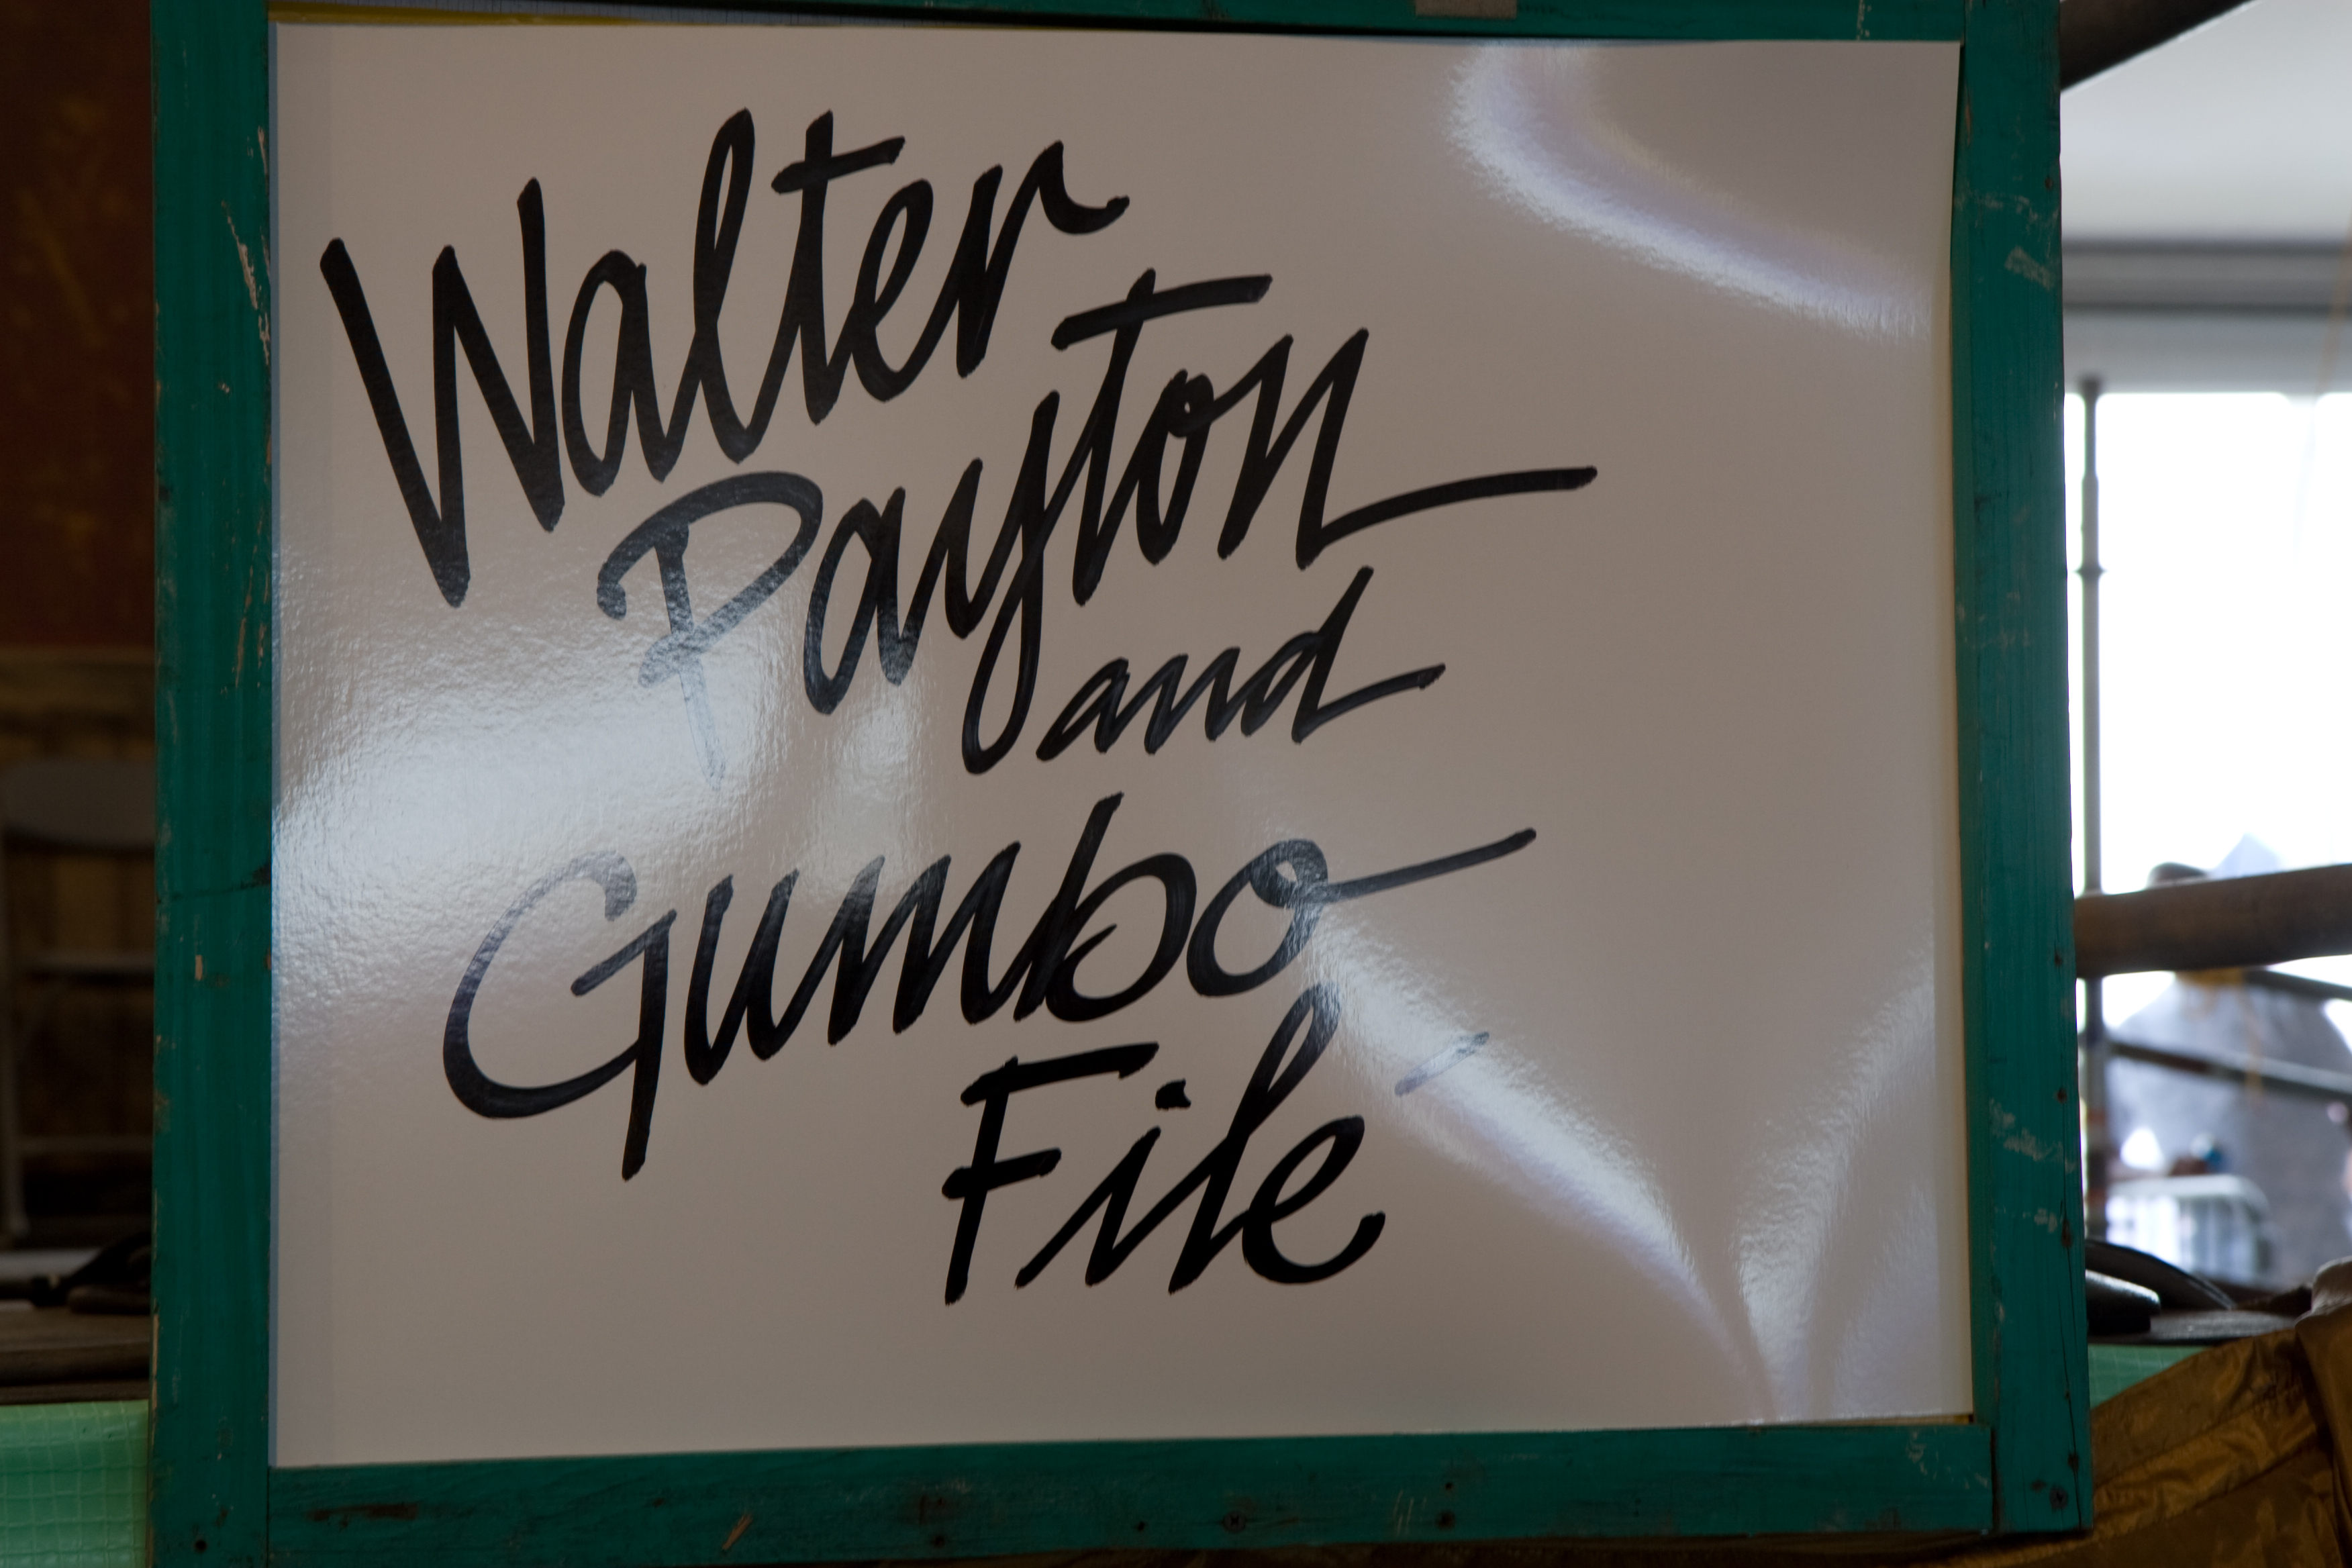 Walter
Payton
and
Gumbo
Filé